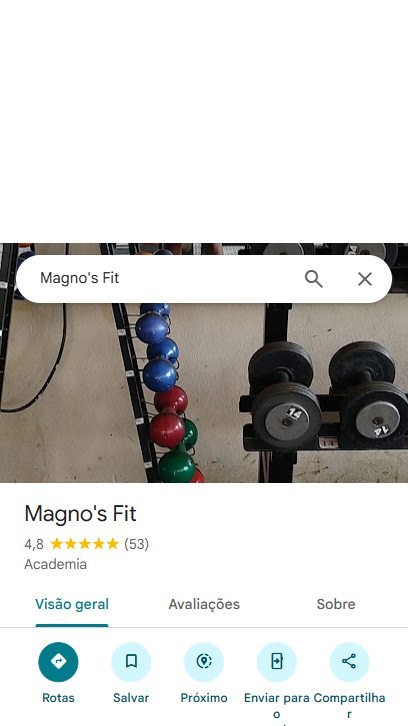 Magno's Fit
14
14
14
Magno's Fit
4,8 (53)
Academia
Visão geral Avaliações Sobre
Rotas Salvar Próximo Enviar para o Compartilhar